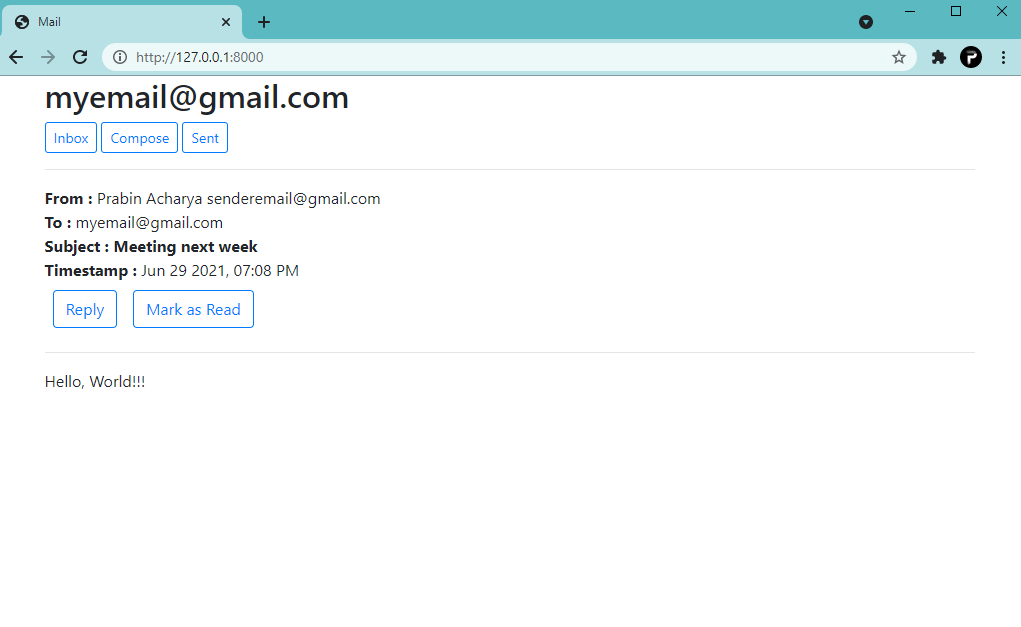 Mail
http://127.0.0.1:8000
myemail@gmail.com
Inbox Compose Sent
From : Prabin Acharya senderemail@gmail.com
To : myemail@gmail.com
Subject : Meeting next week
Timestamp : Jun 29 2021, 07:08 PM
Reply Mark as Read
Hello, World!!!